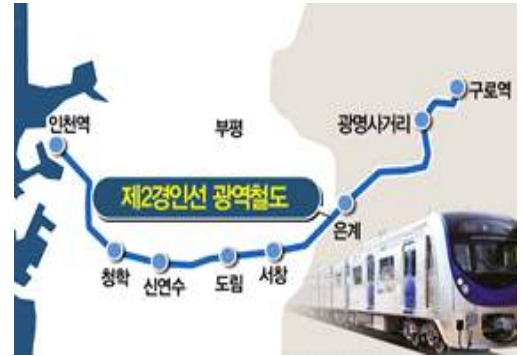 구로역
광명사거리
인천역
부평
제2경인선 광역철도
은계
청학
신연수
도림
서창